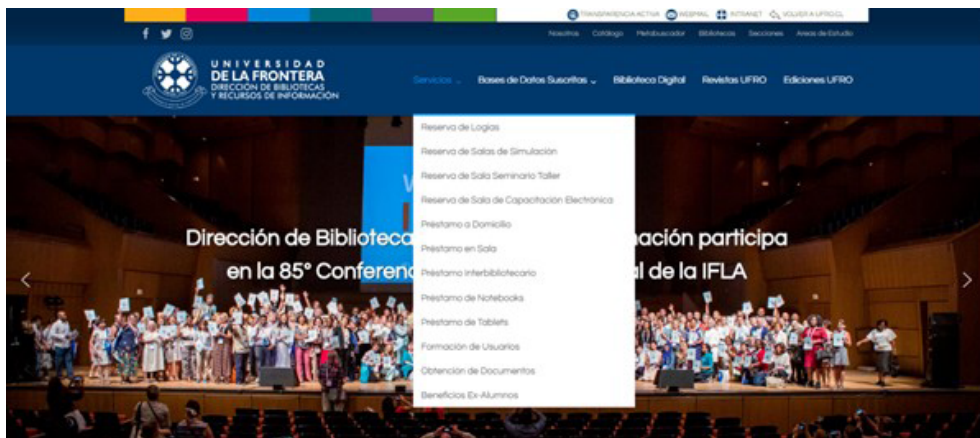 TRANSPARENCIA ACTIVA WEBMAIL INTRANET VOLVER A UFRO.CL
Nosotros Catálogo Metabuscador Bibliotecas Secciones Areas de Estudio
UNIVERSIDAD
DE LA FRONTERA
DIRECCIÓN DE BIBLIOTECAS
Y RECURSOS DE INFORMACIÓN
Servicios Bases de Datos Suscritas Biblioteca Digital Revistas UFRO Ediciones UFRO
Reserva de Logias
Reserva de Salas de Simulación
Reserva de Sala Seminario Taller
Reserva de Sala de Capacitación Electrónica
Préstamo a Domicilio
Préstamo en Sala
Préstamo Interbibliotecario
Préstamo de Notebooks
Préstamo de Tablets
Formación de Usuarios
Obtención de Documentos
Beneficios Ex-Alumnos
Dirección de Biblioteca mación participa
en la 85° Conferenc al de la IFLA